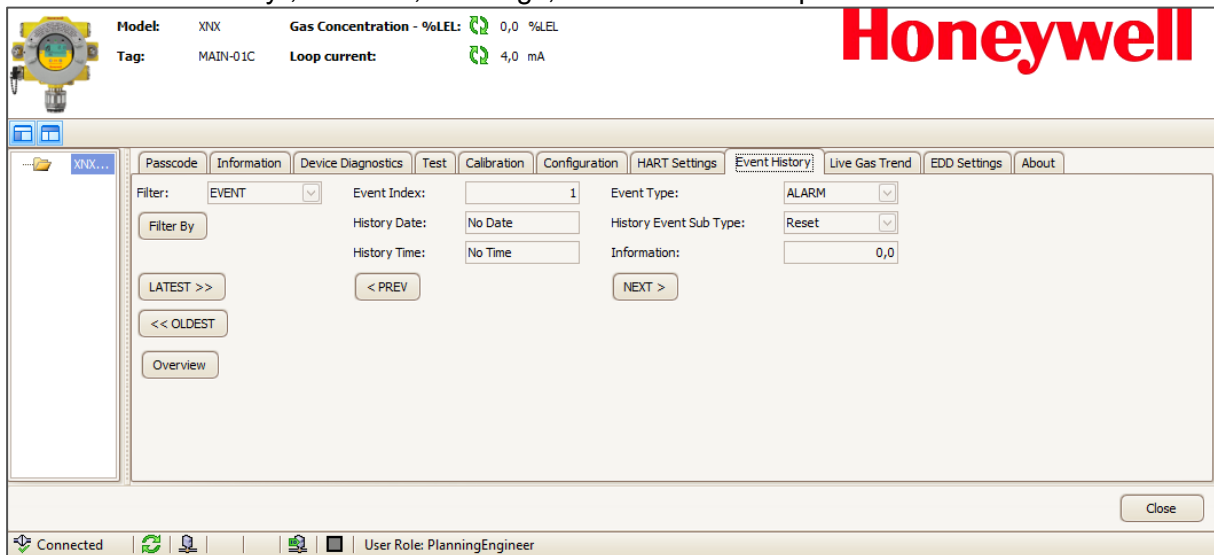 Model: XNX Gas Concentration - %LEL: 0,0 %LEL
Honeywell
Tag: MAIN-01C Loop current: 4,0 mA
XNX...
Passcode Information Device Diagnostics Test Calibration Configuration HART Settings Event History Live Gas Trend EDD Settings About
Filter: EVENT Event Index: 1 Event Type: ALARM
Filter By History Date: No Date History Event Sub Type: Reset
History Time: No Time Information: 0,0
LATEST >> < PREV NEXT >
<< OLDEST
Overview
Close
Connected User Role: PlanningEngineer